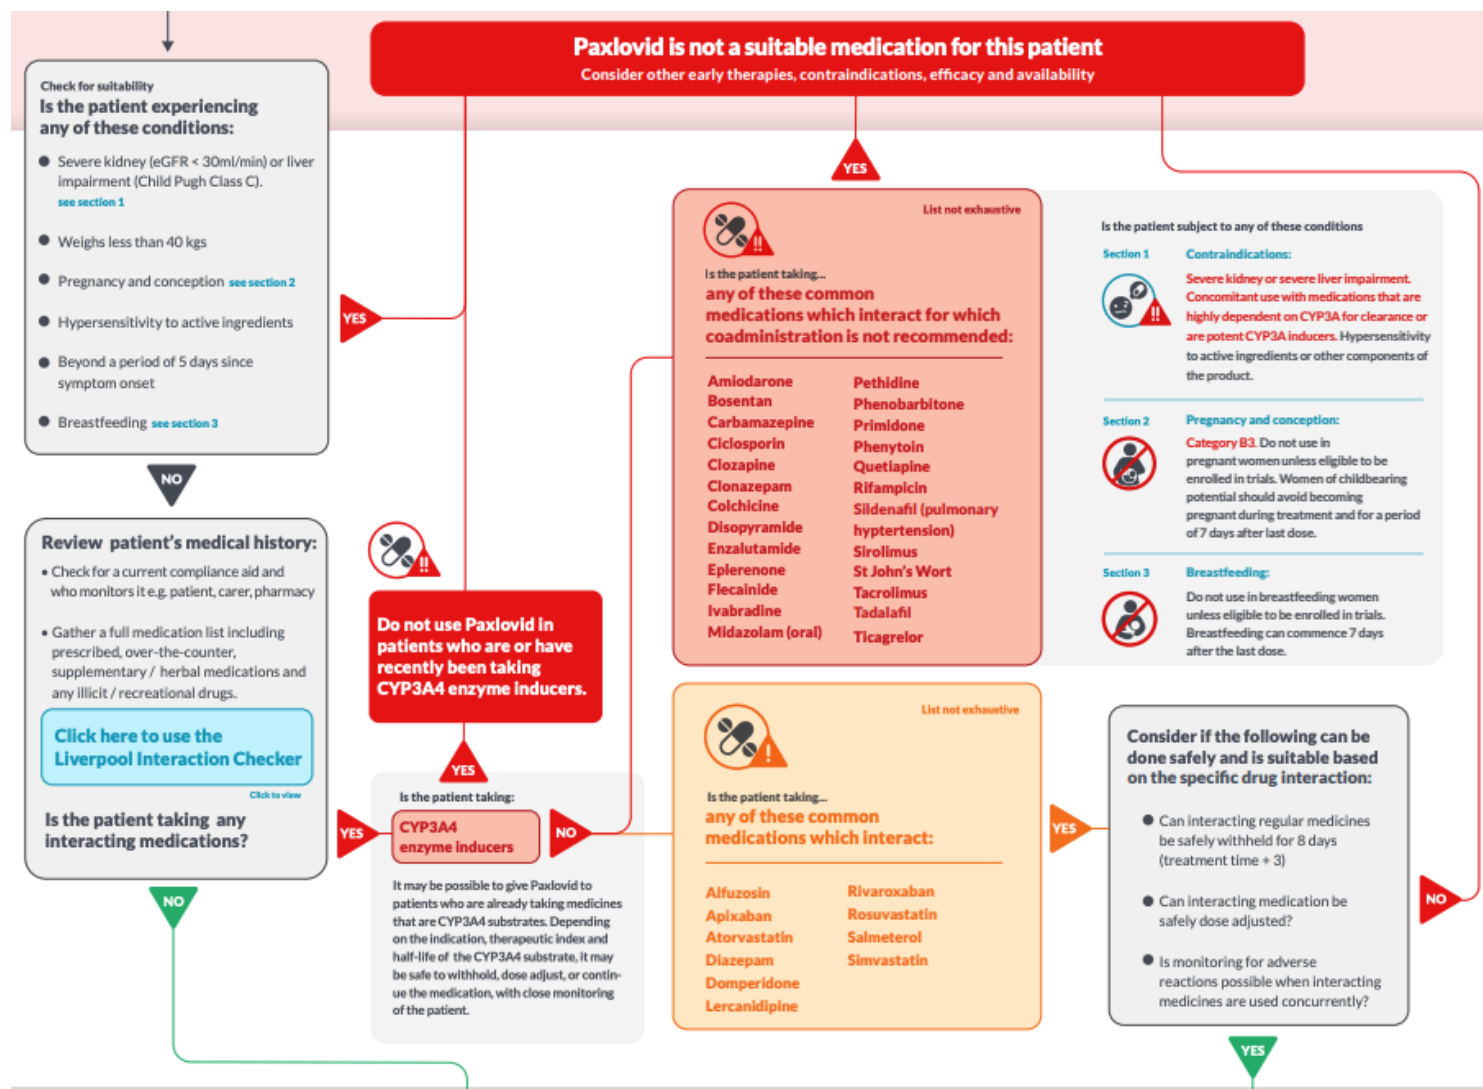 Paxlovid is not a suitable medication for this patient
Consider other early therapies, contraindications, efficacy and availability
Check for suitability
Is the patient experiencing
any of these conditions:
Severe kidney (eGFR < 30ml/min) or liver
impairment (Child Pugh Class C).
see section 1
Weighs less than 40 kgs
Pregnancy and conception see section 2
Hypersensitivity to active ingredients
Beyond a period of 5 days since
symptom onset
Breastfeeding see section 3
YES
NO
Review patient's medical history:
• Check for a current compliance aid and
who monitors it e.g. patient, carer, pharmacy
• Gather a full medication list including
prescribed, over-the-counter,
supplementary / herbal medications and
any illicit / recreational drugs.
Click here to use the
Liverpool Interaction Checker
Click to view
Is the patient taking any
interacting medications?
YES
NO
Do not use Paxlovid in
patients who are or have
recently been taking
CYP3A4 enzyme inducers.
YES
Is the patient taking:
CYP3A4
enzyme inducers
NO
It may be possible to give Paxlovid to
patients who are already taking medicines
that are CYP3A4 substrates. Depending
on the indication, therapeutic index and
half-life of the CYP3A4 substrate, it may
be safe to withhold, dose adjust, or contin-
ue the medication, with close monitoring
of the patient.
YES
List not exhaustive
Is the patient taking...
any of these common
medications which interact for which
coadministration is not recommended:
Amiodarone
Bosentan
Carbamazepine
Ciclosporin
Clozapine
Clonazepam
Colchicine
Disopyramide
Enzalutamide
Eplerenone
Flecainide
Ivabradine
Midazolam (oral)
Pethidine
Phenobarbitone
Primidone
Phenytoin
Quetiapine
Rifampicin
Sildenafil (pulmonary
hyptertension)
Sirolimus
St John's Wort
Tacrolimus
Tadalafil
Ticagrelor
Is the patient subject to any of these conditions
Section 1
Contraindications:
Severe kidney or severe liver impairment.
Concomitant use with medications that are
highly dependent on CYP3A for clearance or
are potent CYP3A inducers. Hypersensitivity
to active ingredients or other components of
the product.
Section 2
Pregnancy and conception:
Category B3. Do not use in
pregnant women unless eligible to be
enrolled in trials. Women of childbearing
potential should avoid becoming
pregnant during treatment and for a period
of 7 days after last dose.
Section 3
Breastfeeding:
Do not use in breastfeeding women
unless eligible to be enrolled in trials.
Breastfeeding can commence 7 days
after the last dose.
List not exhaustive
Is the patient taking...
any of these common
medications which interact:
Alfuzosin
Apixaban
Atorvastatin
Diazepam
Domperidone
Lercanidipine
Rivaroxaban
Rosuvastatin
Salmeterol
Simvastatin
YES
Consider if the following can be
done safely and is suitable based
on the specific drug interaction:
Can interacting regular medicines
be safely withheld for 8 days
(treatment time + 3)
Can interacting medication be
safely dose adjusted?
Is monitoring for adverse
reactions possible when interacting
medicines are used concurrently?
NO
YES